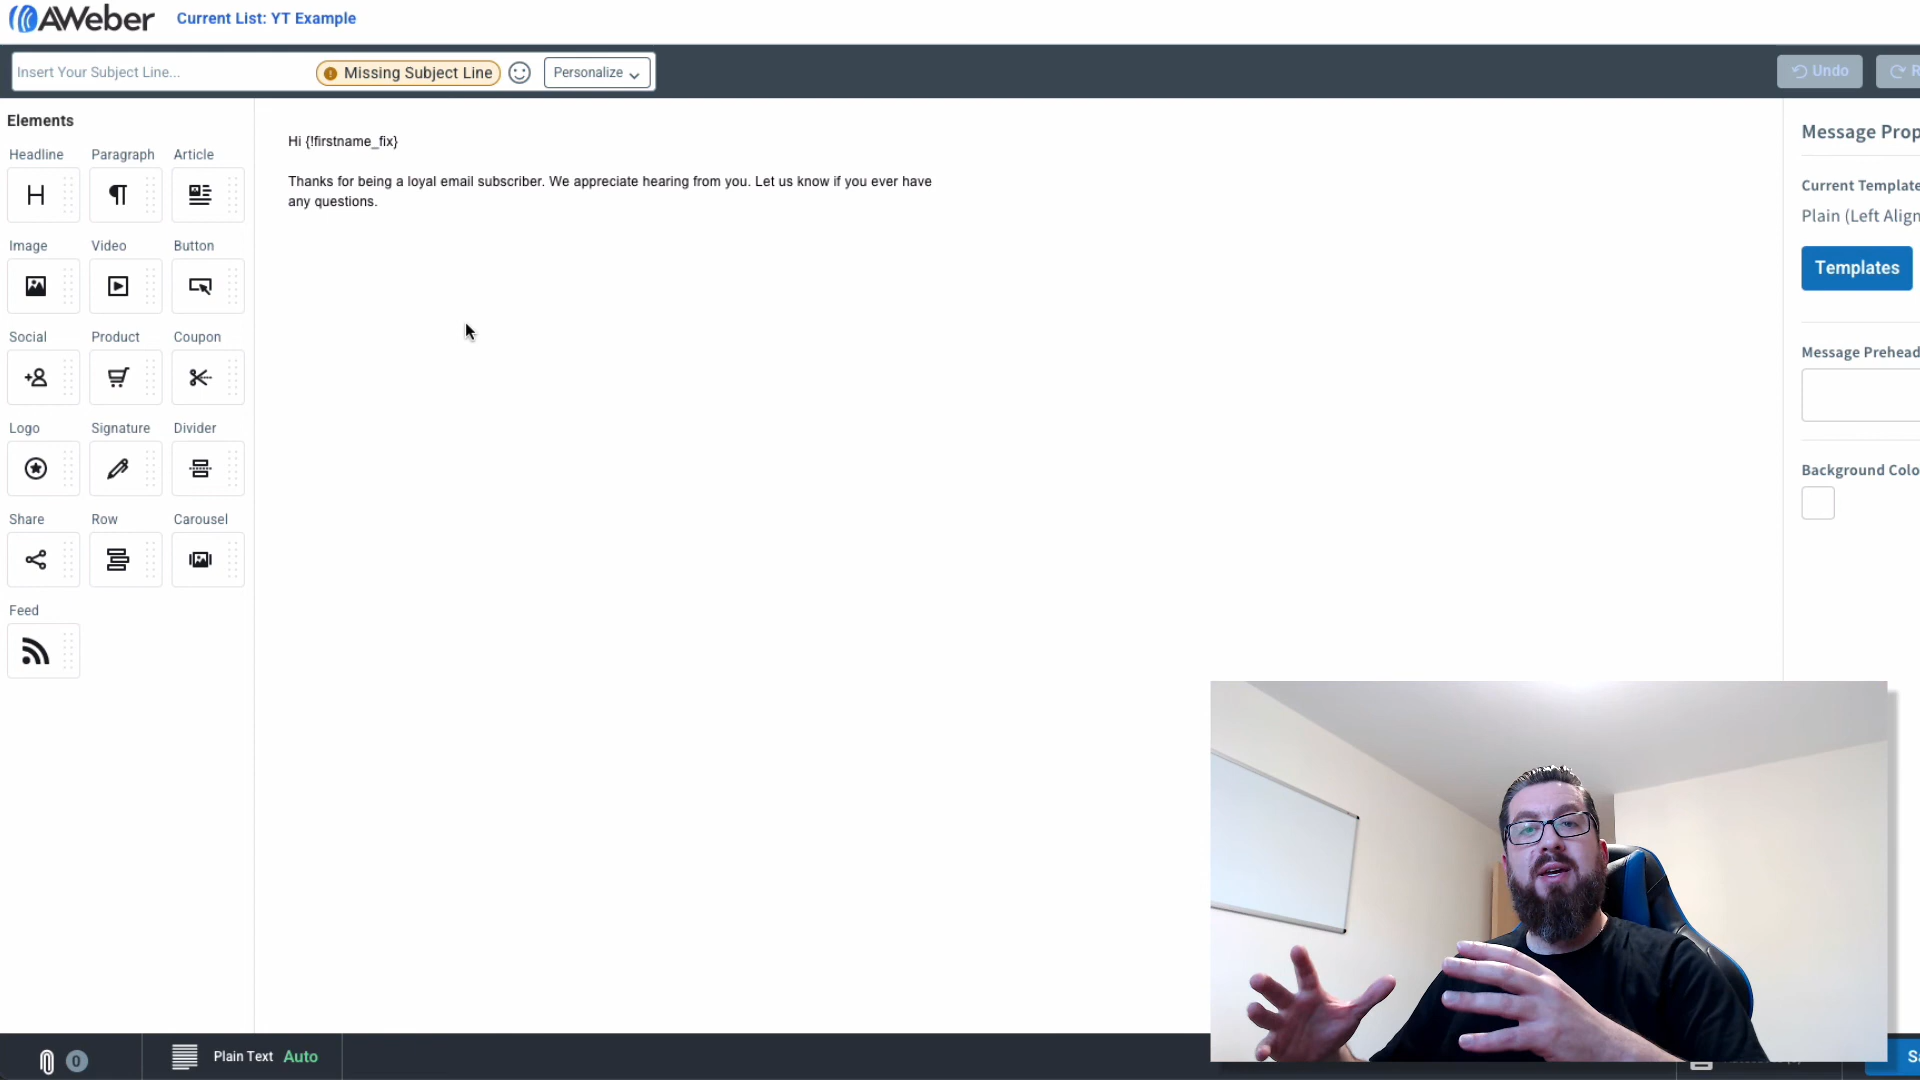 AWeber
Current List: YT Example
Insert Your Subject Line...
Missing Subject Line
Personalize
Undo
R
Elements
Headline
Paragraph
Article
H
Image
Video
Button
Social
Product
Coupon
Logo
Signature
Divider
Share
Row
Carousel
Feed
Hi {!firstname_fix}
Thanks for being a loyal email subscriber. We appreciate hearing from you. Let us know if you ever have
any questions.
Message Prop
Current Template
Plain (Left Align
Templates
Message Prehead
Background Colo
0
Plain Text Auto
Sa